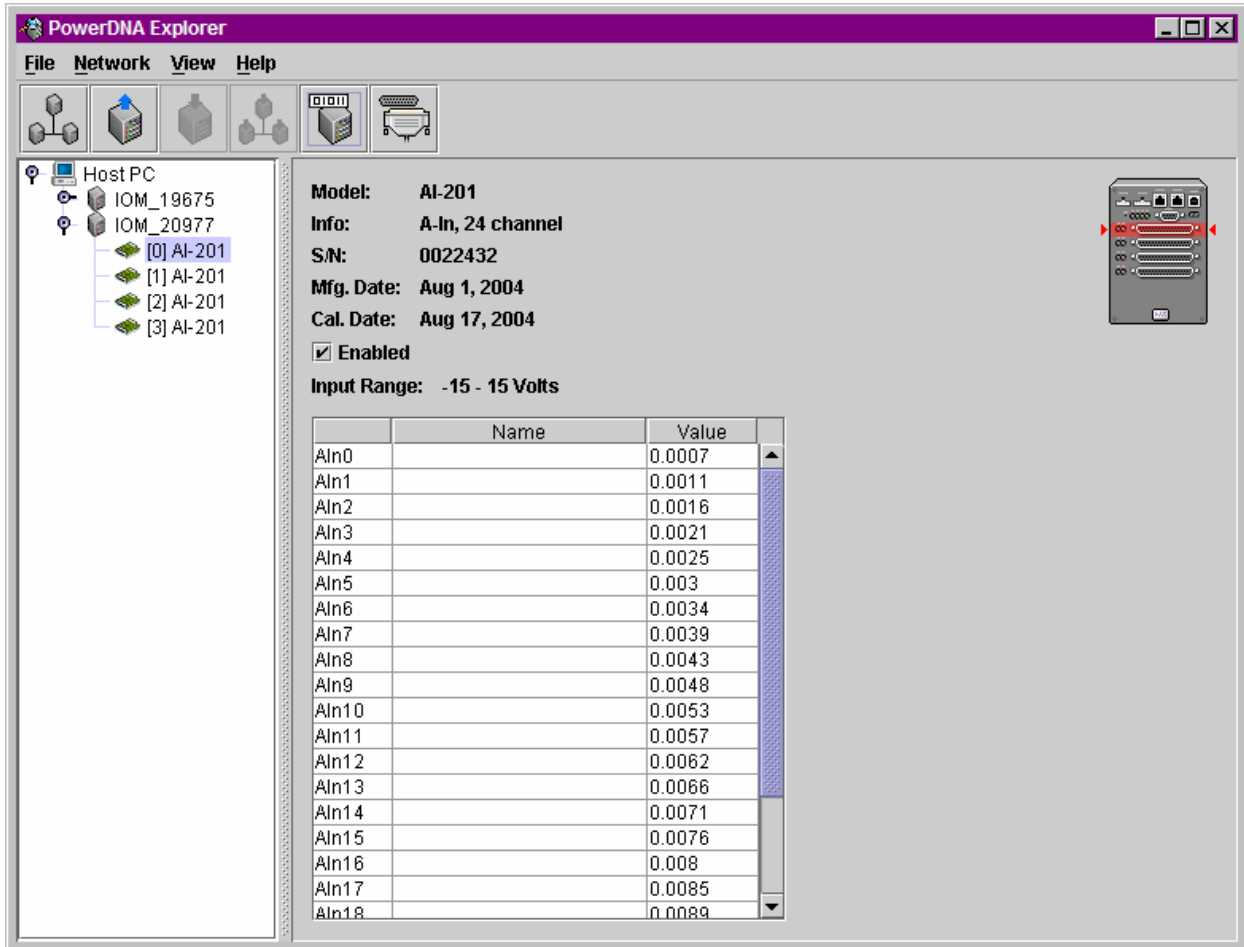 PowerDNA Explorer
File Network View Help
01011
Host PC
IOM_19675
IOM_20977
[0] AI-201
[1] AI-201
[2] AI-201
[3] AI-201
Model: AI-201
Info: A-In, 24 channel
S/N: 0022432
Mfg. Date: Aug 1, 2004
Cal. Date: Aug 17, 2004
Enabled
Input Range: -15 - 15 Volts
Name Value
AIn0 0.0007
AIn1 0.0011
AIn2 0.0016
AIn3 0.0021
AIn4 0.0025
AIn5 0.003
AIn6 0.0034
AIn7 0.0039
AIn8 0.0043
AIn9 0.0048
AIn10 0.0053
AIn11 0.0057
AIn12 0.0062
AIn13 0.0066
AIn14 0.0071
AIn15 0.0076
AIn16 0.008
AIn17 0.0085
AIn18 0.0089